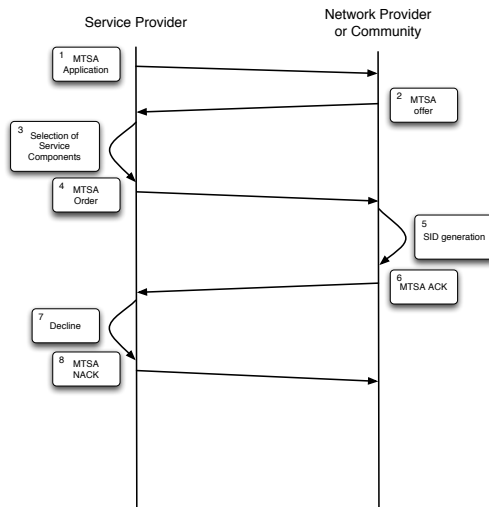 Service Provider
Network Provider
or Community
1 MTSA
Application
2 MTSA
offer
3 Selection of
Service
Components
4 MTSA
Order
5
SID generation
6
MTSA ACK
7
Decline
8 MTSA
NACK